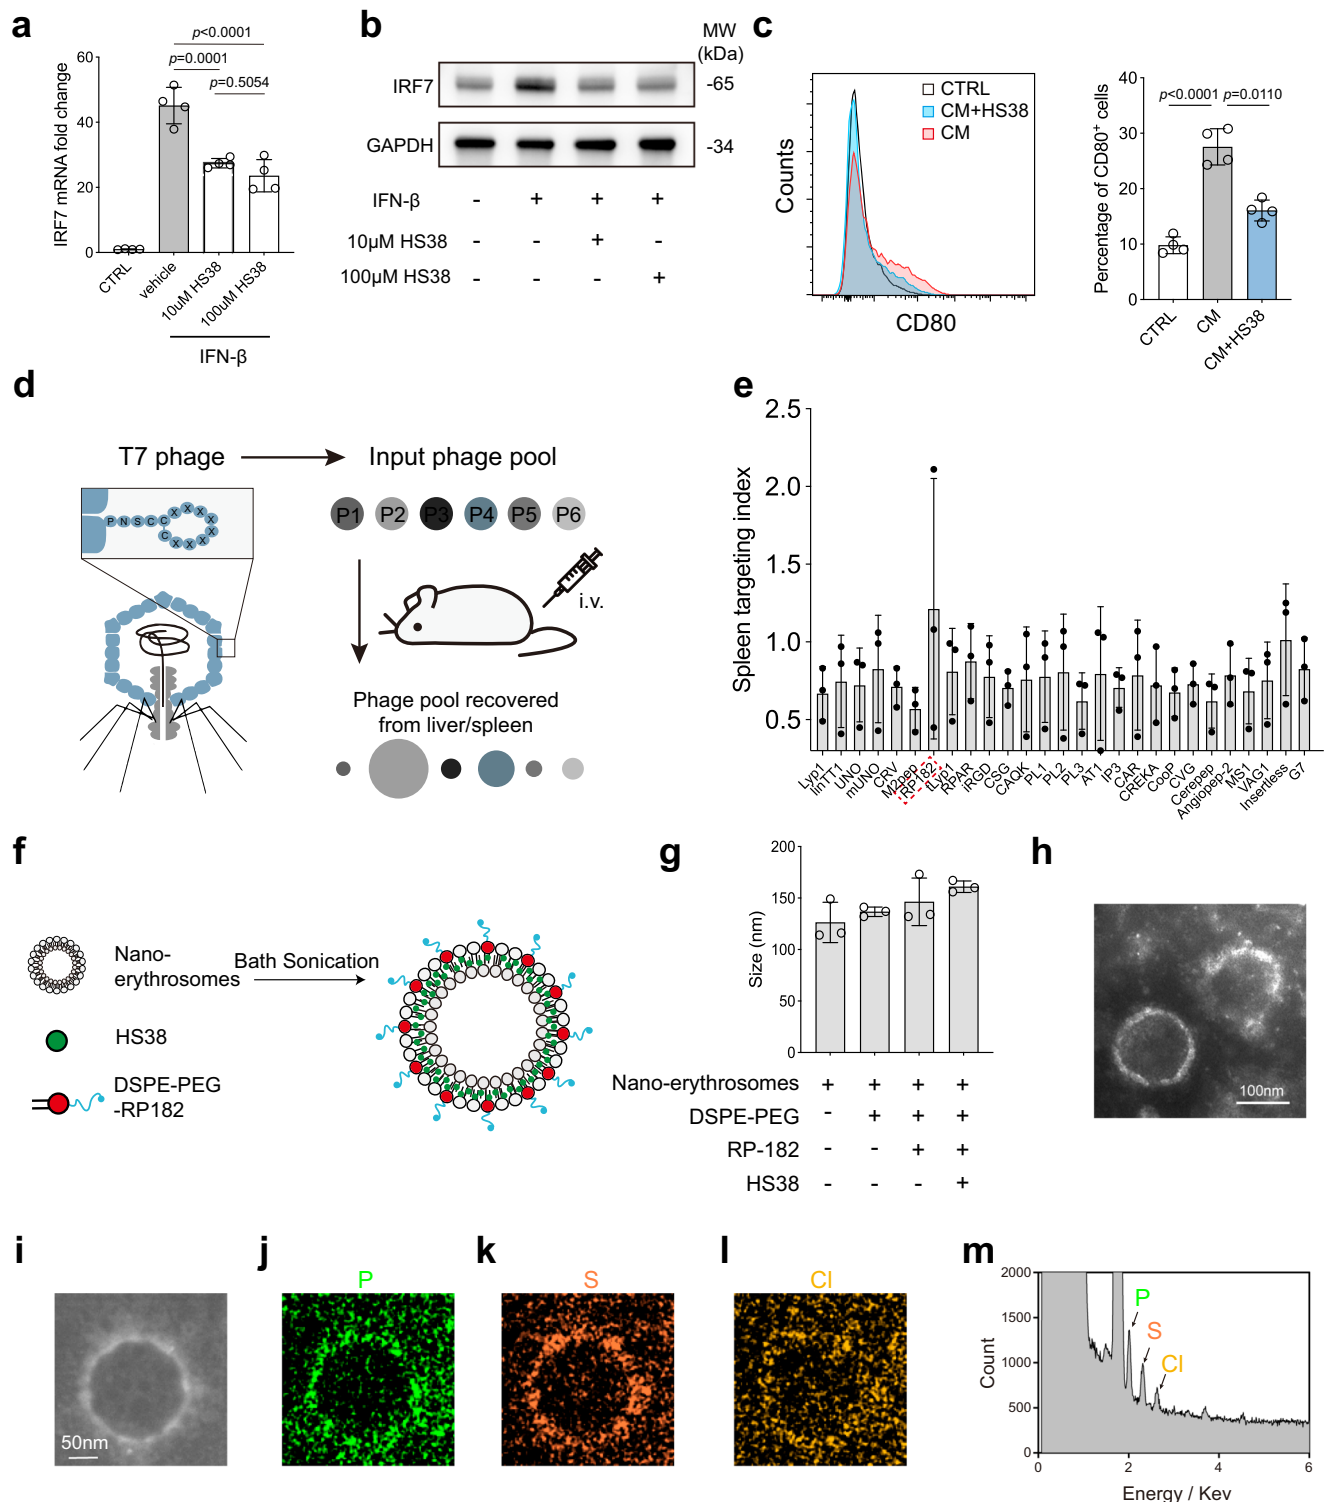 a
p<0.0001
p=0.0001
p=0.5054
IRF7 mRNA fold change
60
40
20
0
CTRL
vehicle
10uM HS38
100uM HS38
IFN-β
b
MW
(kDa)
IRF7
-65
GAPDH
-34
IFN-β - + + +
10μM HS38 - - + -
100μM HS38 - - - +
c
CTRL
CM+HS38
CM
Counts
CD80
Percentage of CD80⁺ cells
40
30
20
10
0
p<0.0001 p=0.0110
CTRL
CM
CM+HS38
d
T7 phage
Input phage pool
P N S C C X X X X X
C X X X X
P1 P2 P3 P4 P5 P6
i.v.
Phage pool recovered
from liver/spleen
e
Spleen targeting index
2.5
2.0
1.5
1.0
0.5
Lyp1
linTT1
UNO
mUNO
CRV
M2pep
RP182
tLyp1
RPAR
iRGD
CSG
CAQK
PL1
PL2
PL3
AT1
IP3
CAR
CREKA
CooP
CVG
Cerepep
Angiopep-2
MS1
VAG1
Insertless
G7
f
Nano-
erythrosomes
Bath Sonication
HS38
DSPE-PEG
-RP182
g
Size (nm)
200
150
100
50
0
Nano-erythrosomes + + + +
DSPE-PEG - + + +
RP-182 - - + +
HS38 - - - +
h
100nm
i
50nm
j
P
k
S
l
Cl
m
Count
2000
1500
1000
500
0
P
S
Cl
0 2 4 6
Energy / Kev